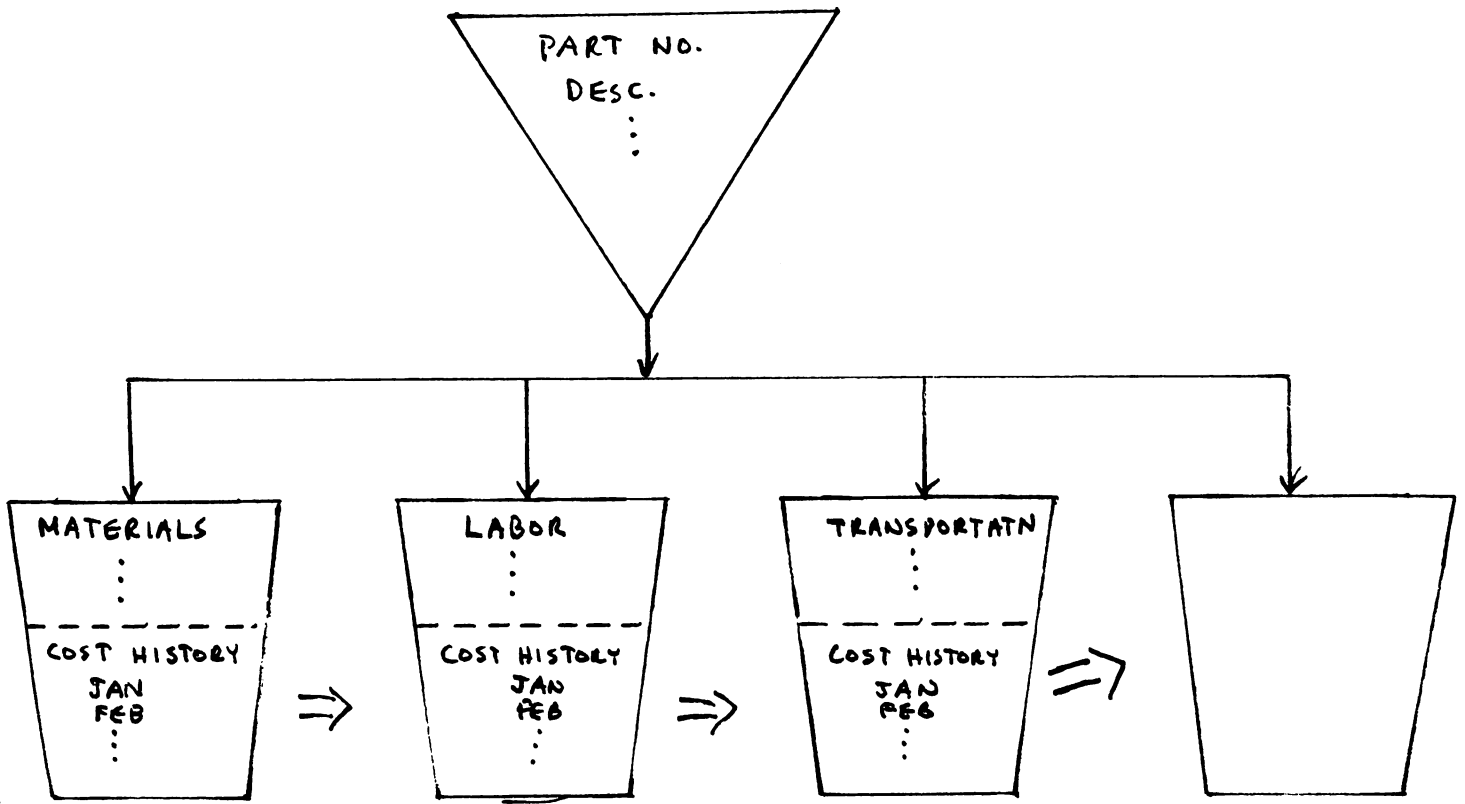 PART NO.
DESC.
MATERIALS
COST HISTORY
JAN
FEB
LABOR
COST HISTORY
JAN
FEB
TRANSPORTATN
COST HISTORY
JAN
FEB